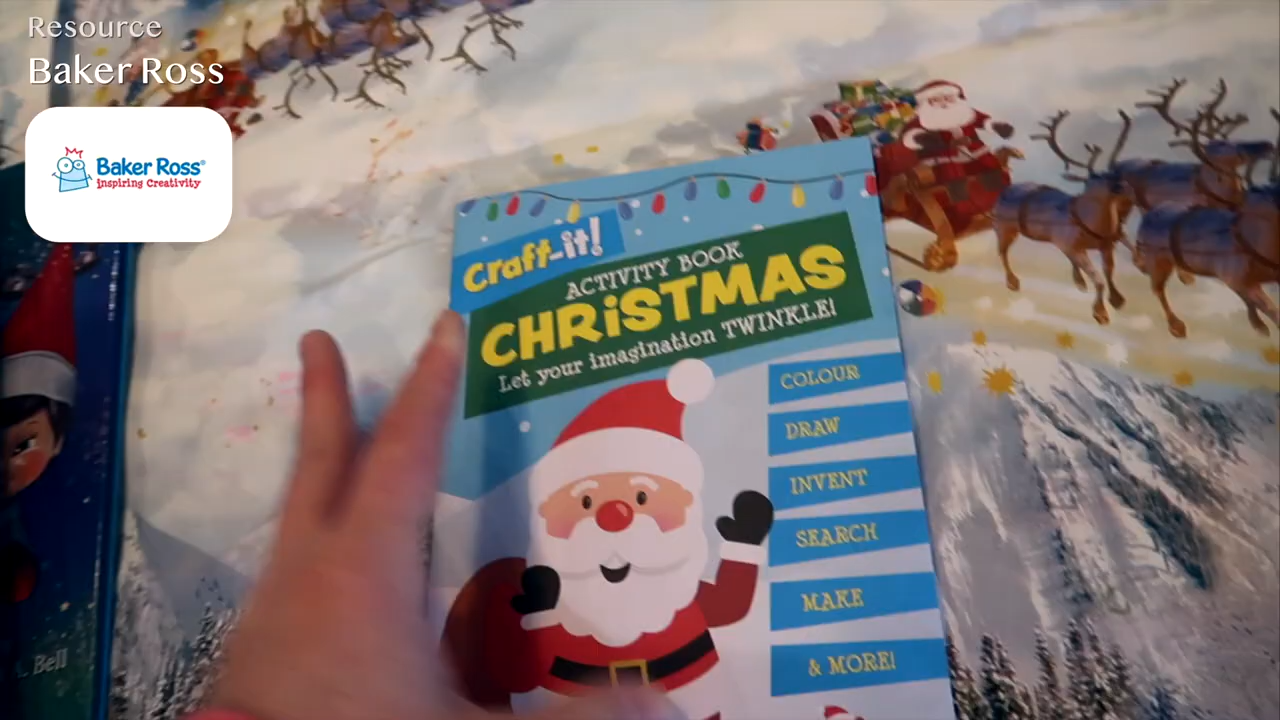 Resource
Baker Ross
Baker Ross®
inspiring Creativity
Craft-it!
ACTIVITY BOOK
CHRiSTMAS
Let your imagination TWINKLE!
COLOUR
DRAW
INVENT
SEARCH
MAKE
& MORE!
Bell